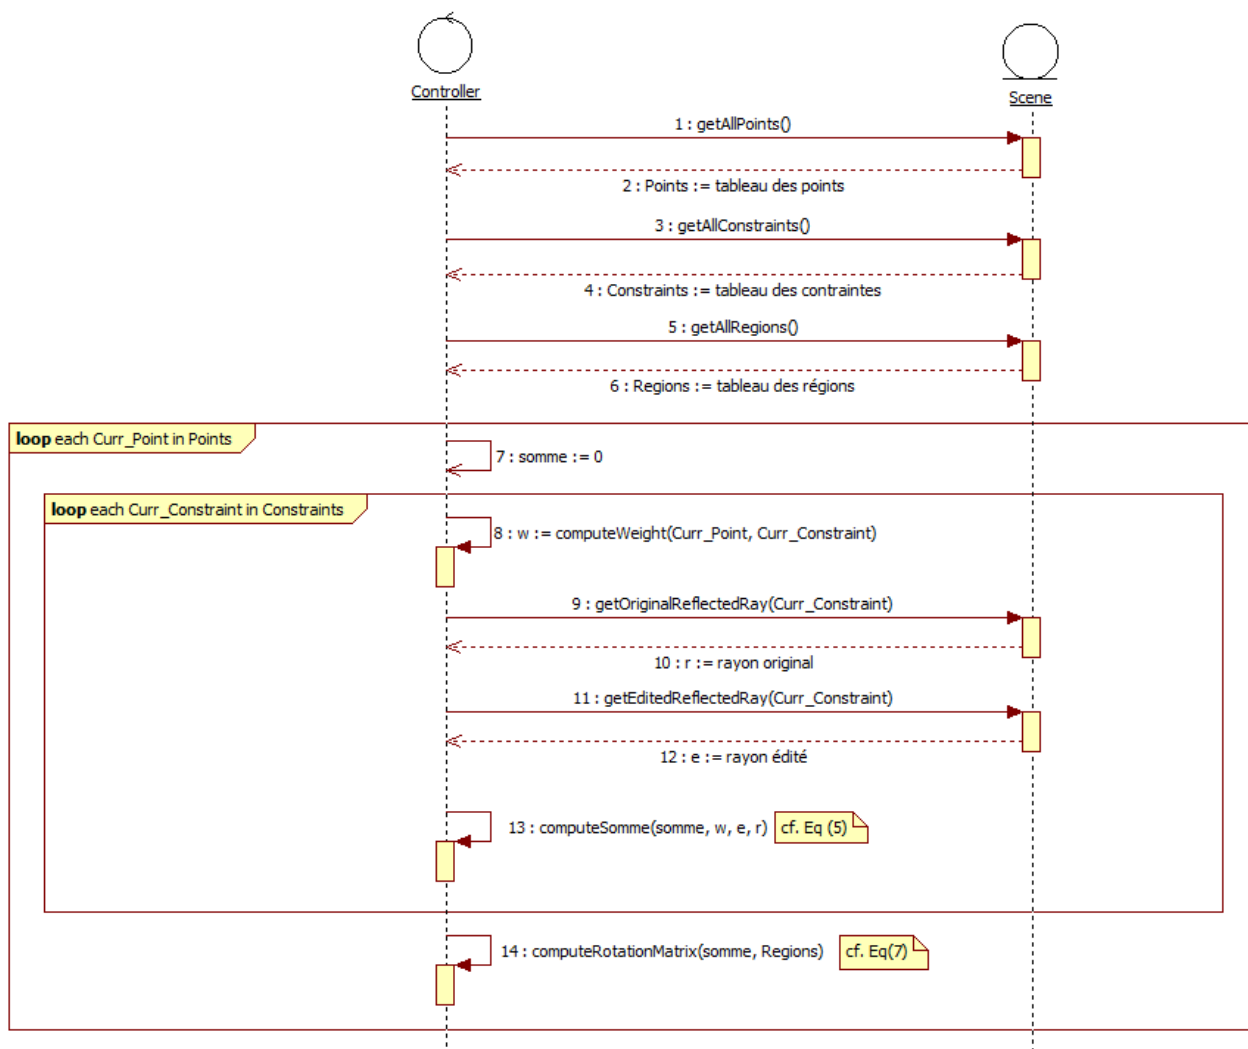 Controller
Scene
1 : getAllPoints()
2 : Points := tableau des points
3 : getAllConstraints()
4 : Constraints := tableau des contraintes
5 : getAllRegions()
6 : Regions := tableau des régions
loop each Curr_Point in Points
7 : somme := 0
loop each Curr_Constraint in Constraints
8 : w := computeWeight(Curr_Point, Curr_Constraint)
9 : getOriginalReflectedRay(Curr_Constraint)
10 : r := rayon original
11 : getEditedReflectedRay(Curr_Constraint)
12 : e := rayon édité
13 : computeSomme(somme, w, e, r) cf. Eq (5)
14 : computeRotationMatrix(somme, Regions) cf. Eq(7)